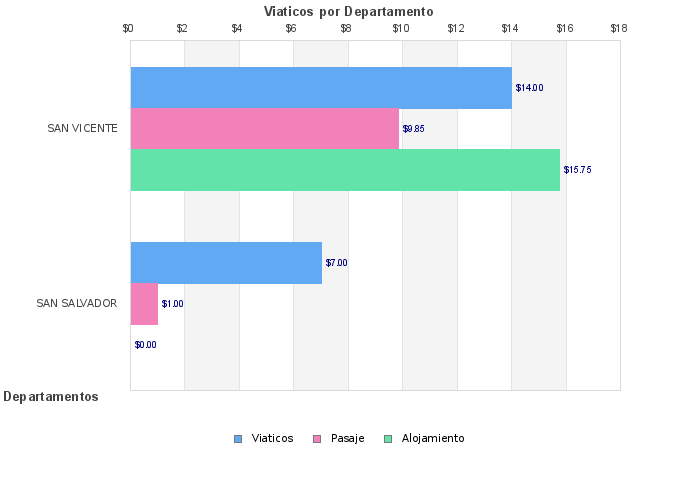 Viaticos por Departamento
$0 $2 $4 $6 $8 $10 $12 $14 $16 $18
$14.00
SAN VICENTE $9.85
$15.75
$7.00
SAN SALVADOR $1.00
$0.00
Departamentos
Viaticos Pasaje Alojamiento